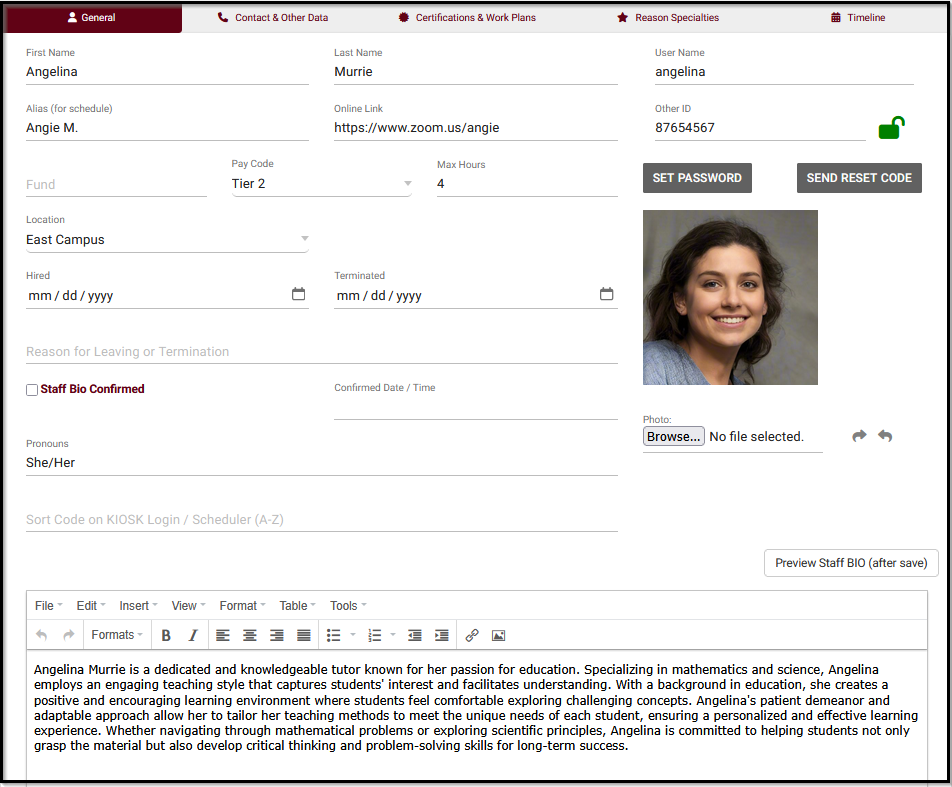 General Contact & Other Data Certifications & Work Plans Reason Specialties Timeline
First Name Last Name User Name
Angelina Murrie angelina
Alias (for schedule) Online Link Other ID
Angie M. https://www.zoom.us/angie 87654567
Fund Pay Code Max Hours
Tier 2 4
SET PASSWORD SEND RESET CODE
Location
East Campus
Hired Terminated
mm / dd / yyyy mm / dd / yyyy
Reason for Leaving or Termination
Staff Bio Confirmed Confirmed Date / Time
Photo:
Browse... No file selected.
Pronouns
She/Her
Sort Code on KIOSK Login / Scheduler (A-Z)
Preview Staff BIO (after save)
File Edit Insert View Format Table Tools
Formats B I
Angelina Murrie is a dedicated and knowledgeable tutor known for her passion for education. Specializing in mathematics and science, Angelina
employs an engaging teaching style that captures students' interest and facilitates understanding. With a background in education, she creates a
positive and encouraging learning environment where students feel comfortable exploring challenging concepts. Angelina's patient demeanor and
adaptable approach allow her to tailor her teaching methods to meet the unique needs of each student, ensuring a personalized and effective learning
experience. Whether navigating through mathematical problems or exploring scientific principles, Angelina is committed to helping students not only
grasp the material but also develop critical thinking and problem-solving skills for long-term success.